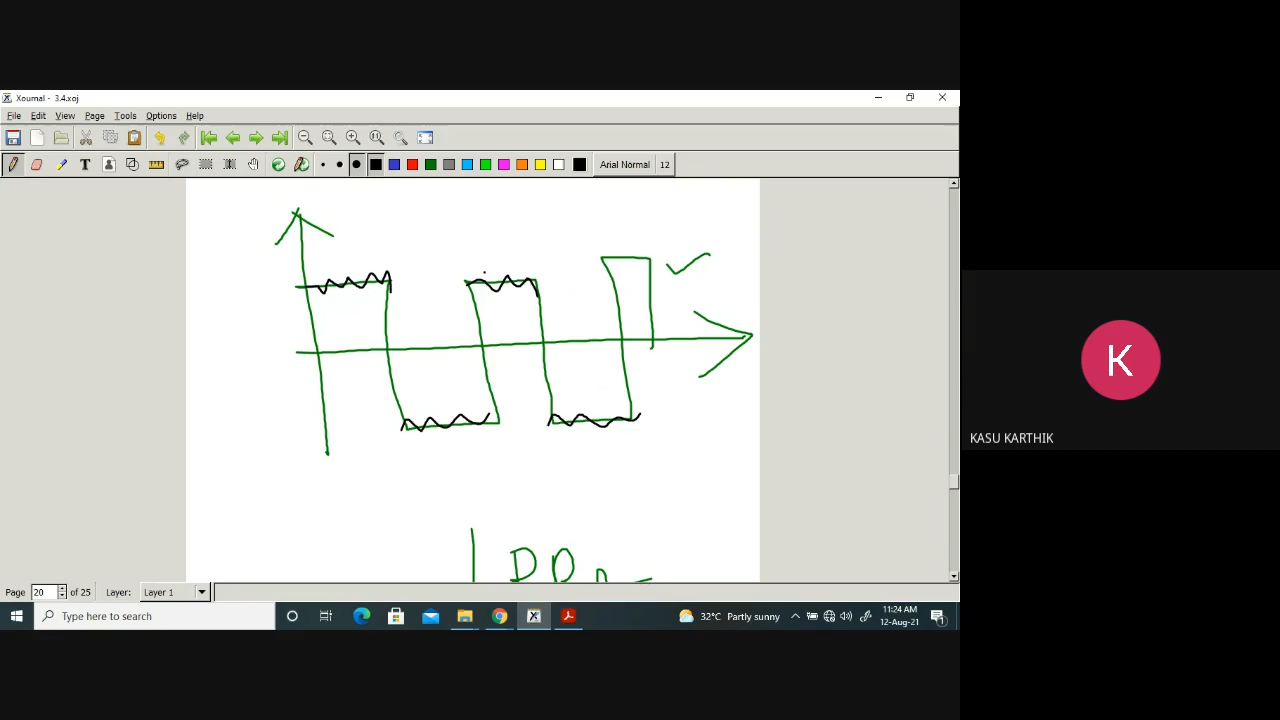 Xournal - 3.4.xoj
File Edit View Page Tools Options Help
T Arial Normal 12
K
KASU KARTHIK
Page 20 of 25 Layer: Layer 1
Type here to search
32°C Partly sunny
11:24 AM
12-Aug-21
1